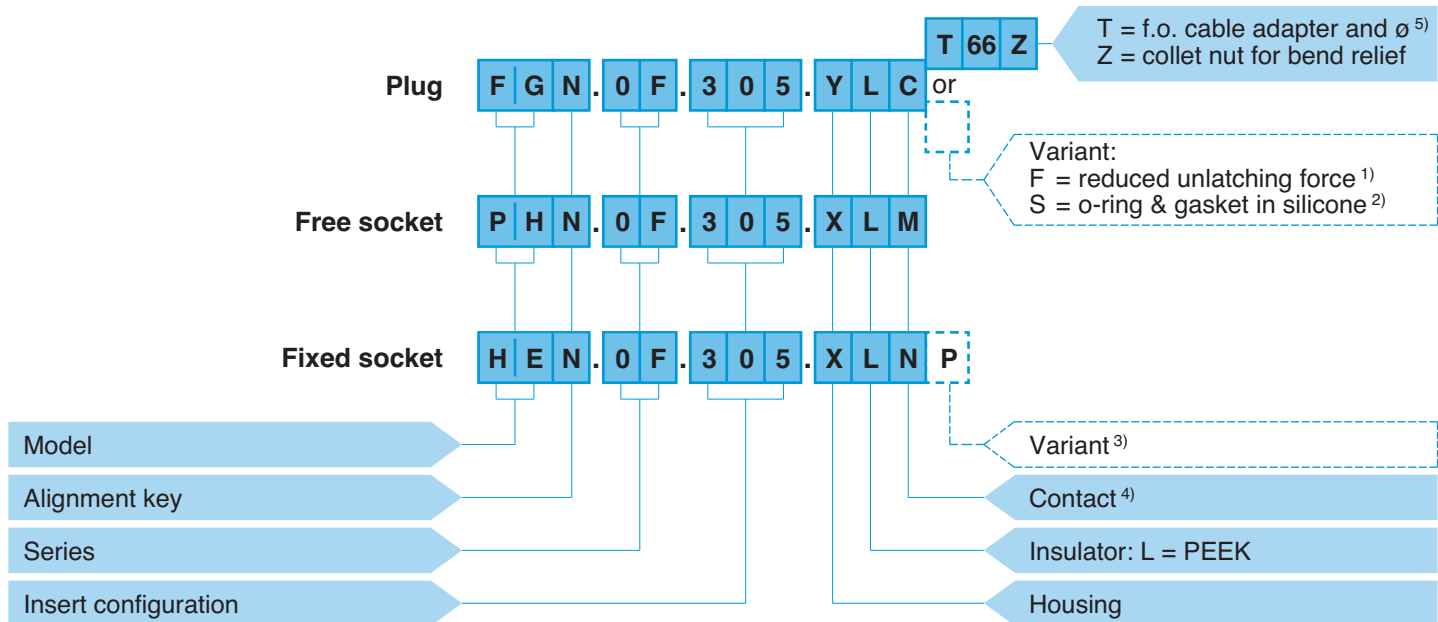 T 66 Z
T = f.o. cable adapter and ø 5)
Z = collet nut for bend relief
Plug
F G N . 0 F . 3 0 5 . Y L C
or
Variant:
F = reduced unlatching force 1)
S = o-ring & gasket in silicone 2)
Free socket
P H N . 0 F . 3 0 5 . X L M
Fixed socket
H E N . 0 F . 3 0 5 . X L N P
Model
Variant 3)
Alignment key
Contact 4)
Series
Insulator: L = PEEK
Insert configuration
Housing